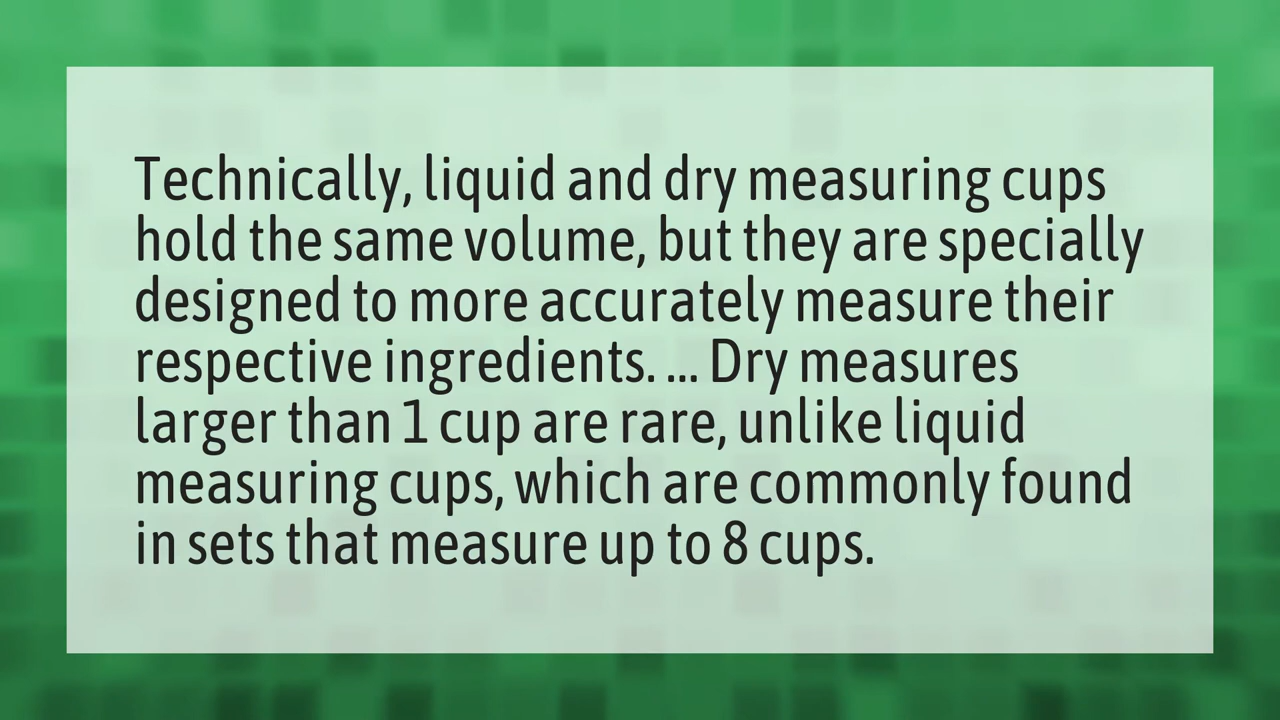 Technically, liquid and dry measuring cups
hold the same volume, but they are specially
designed to more accurately measure their
respective ingredients. ... Dry measures
larger than 1 cup are rare, unlike liquid
measuring cups, which are commonly found
in sets that measure up to 8 cups.